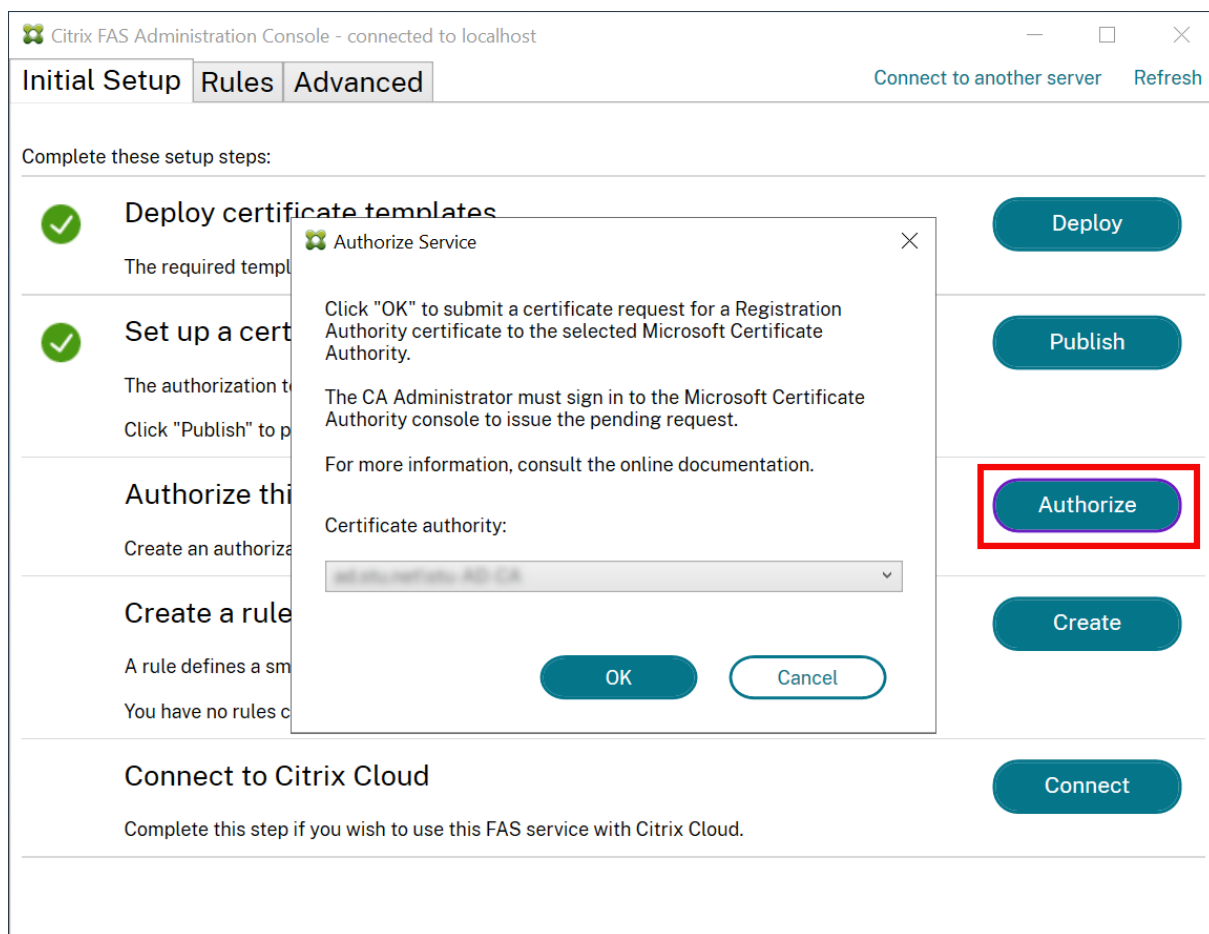 Citrix FAS Administration Console - connected to localhost
Initial Setup Rules Advanced Connect to another server Refresh
Complete these setup steps:
Deploy certificate templates
Deploy
The required templ
Set up a cert
Publish
The authorization t
Click "Publish" to p
Authorize thi
Authorize
Create an authoriza
Create a rule
Create
A rule defines a sm
You have no rules c
Connect to Citrix Cloud
Connect
Complete this step if you wish to use this FAS service with Citrix Cloud.
Authorize Service
Click "OK" to submit a certificate request for a Registration
Authority certificate to the selected Microsoft Certificate
Authority.
The CA Administrator must sign in to the Microsoft Certificate
Authority console to issue the pending request.
For more information, consult the online documentation.
Certificate authority:
OK Cancel